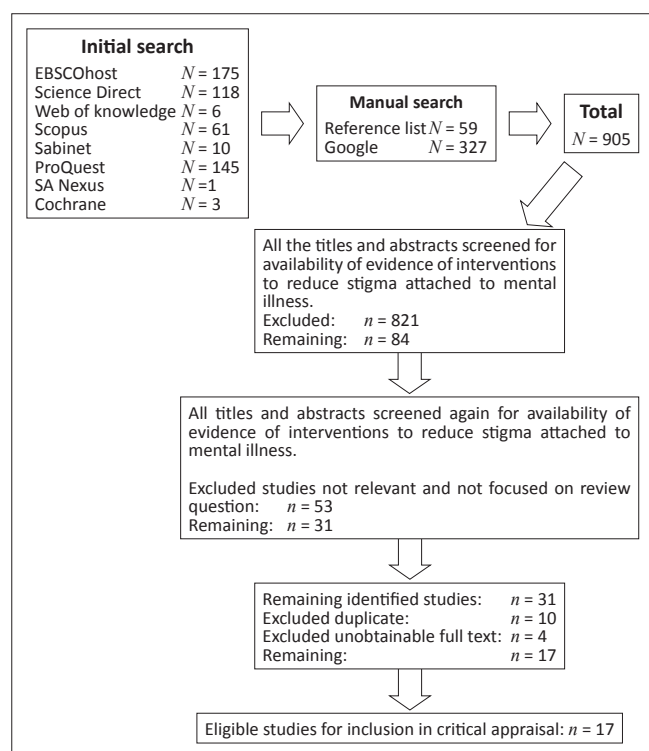 Initial search
EBSCOhost N = 175
Science Direct N = 118
Web of knowledge N = 6
Scopus N = 61
Sabinet N = 10
ProQuest N = 145
SA Nexus N =1
Cochrane N = 3
Manual search
Reference list N = 59
Google N = 327
Total
N = 905
All the titles and abstracts screened for
availability of evidence of interventions
to reduce stigma attached to mental
illness.
Excluded: n = 821
Remaining: n = 84
All titles and abstracts screened again for availability of
evidence of interventions to reduce stigma attached to
mental illness.
Excluded studies not relevant and not focused on review
question: n = 53
Remaining: n = 31
Remaining identified studies: n = 31
Excluded duplicate: n = 10
Excluded unobtainable full text: n = 4
Remaining: n = 17
Eligible studies for inclusion in critical appraisal: n = 17